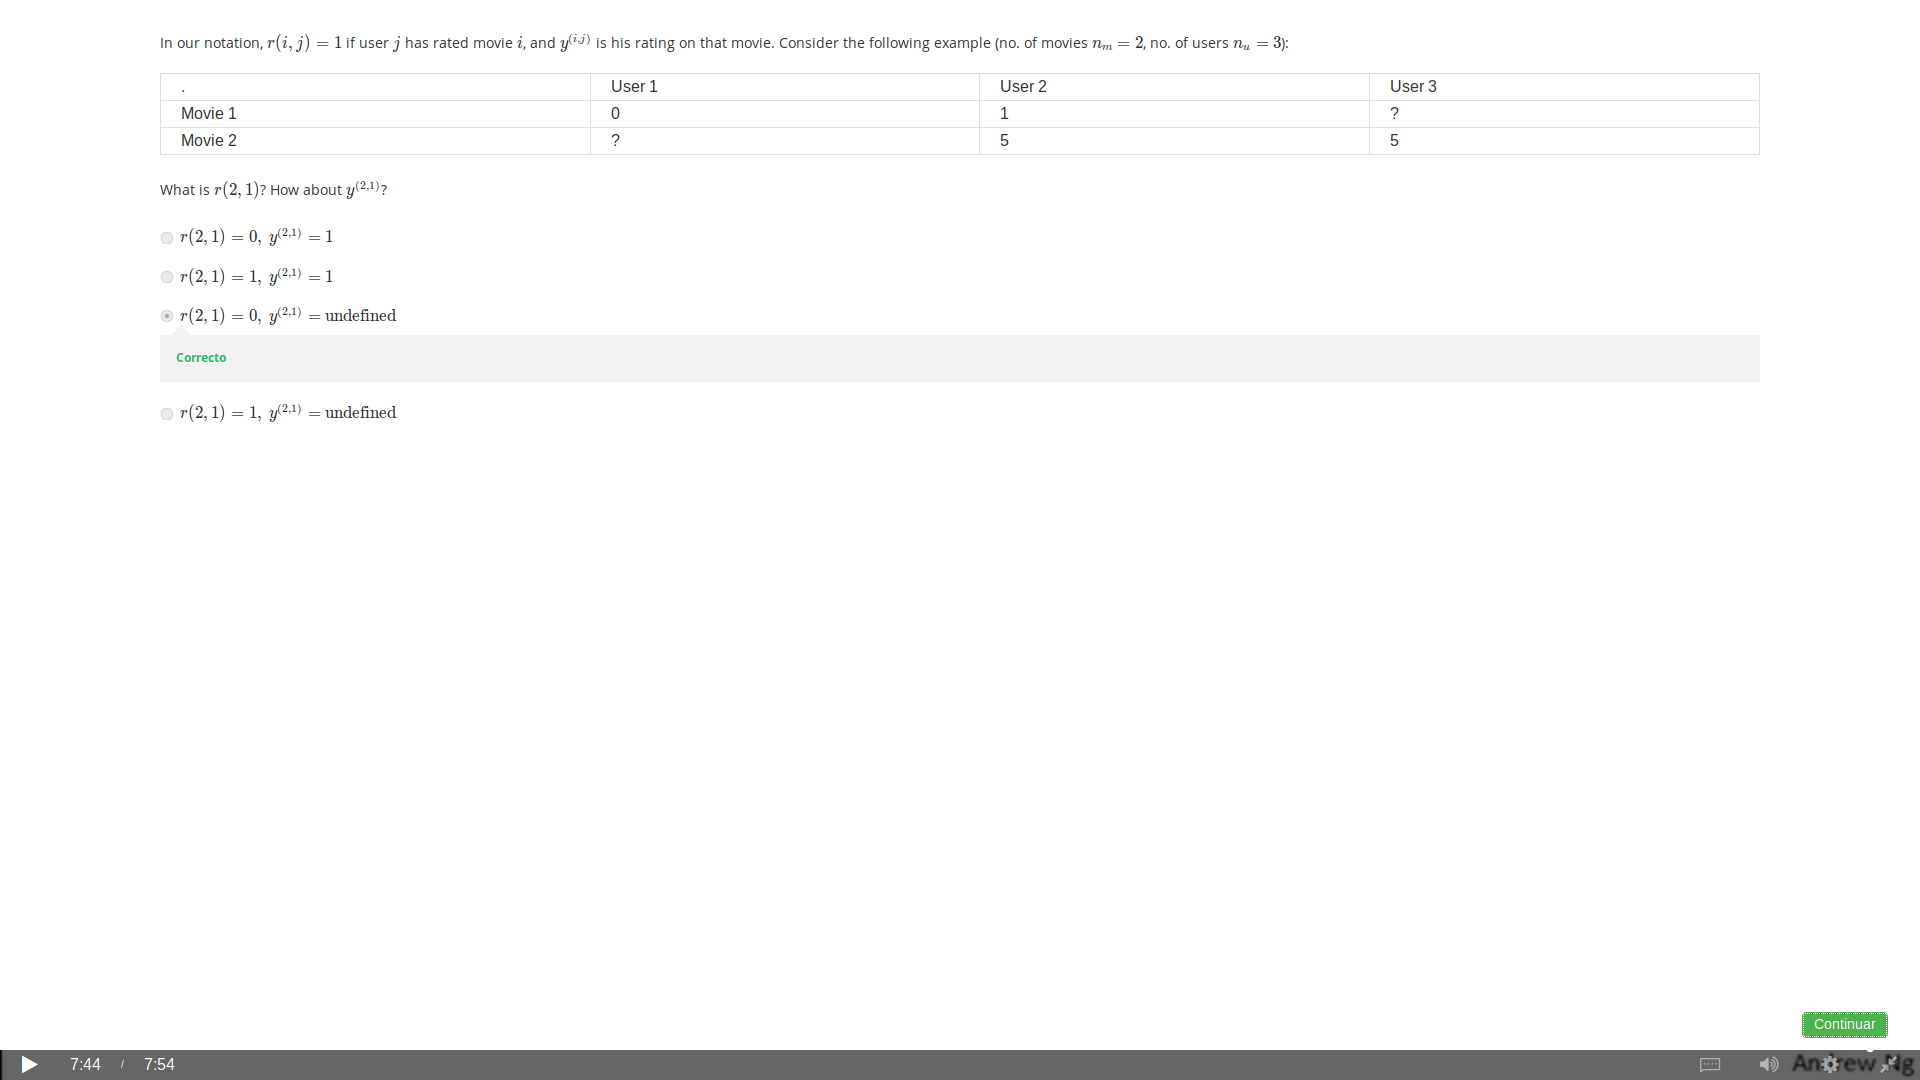 In our notation, r(i, j) = 1 if user j has rated movie i, and y^(i,j) is his rating on that movie. Consider the following example (no. of movies n_m = 2, no. of users n_u = 3):
. User 1 User 2 User 3
Movie 1 0 1 ?
Movie 2 ? 5 5
What is r(2, 1)? How about y^(2,1)?
r(2, 1) = 0, y^(2,1) = 1
r(2, 1) = 1, y^(2,1) = 1
r(2, 1) = 0, y^(2,1) = undefined
Correcto
r(2, 1) = 1, y^(2,1) = undefined
Continuar
7:44 / 7:54
Andrew Ng